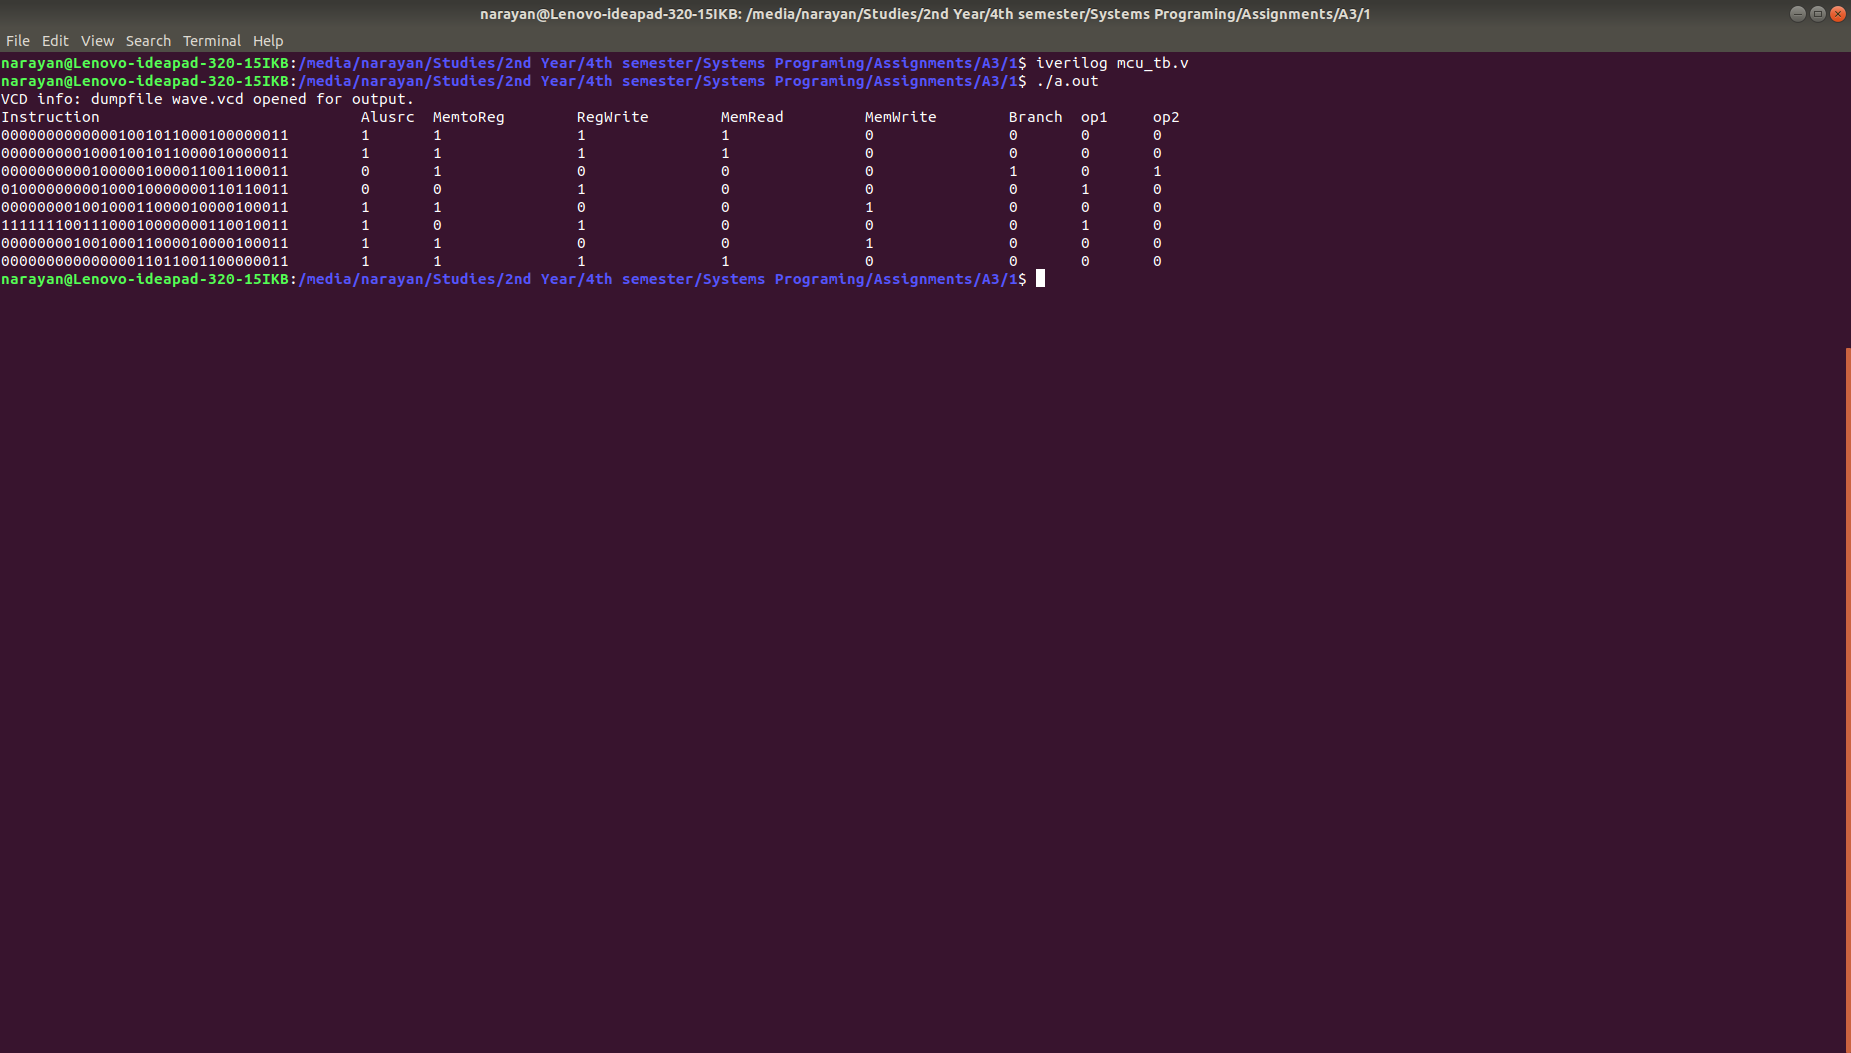 narayan@Lenovo-ideapad-320-15IKB: /media/narayan/Studies/2nd Year/4th semester/Systems Programing/Assignments/A3/1
File Edit View Search Terminal Help
narayan@Lenovo-ideapad-320-15IKB:/media/narayan/Studies/2nd Year/4th semester/Systems Programing/Assignments/A3/1$ iverilog mcu_tb.v
narayan@Lenovo-ideapad-320-15IKB:/media/narayan/Studies/2nd Year/4th semester/Systems Programing/Assignments/A3/1$ ./a.out
VCD info: dumpfile wave.vcd opened for output.
Instruction Alusrc MemtoReg RegWrite MemRead MemWrite Branch op1 op2
00000000000001001011000100000011 1 1 1 1 0 0 0 0
00000000010001001011000010000011 1 1 1 1 0 0 0 0
00000000001000001000011001100011 0 1 0 0 0 1 0 1
01000000000100010000000110110011 0 0 1 0 0 0 1 0
00000000100100011000010000100011 1 1 0 0 1 0 0 0
11111110011100010000000110010011 1 0 1 0 0 0 1 0
00000000100100011000010000100011 1 1 0 0 1 0 0 0
00000000000000011011001100000011 1 1 1 1 0 0 0 0
narayan@Lenovo-ideapad-320-15IKB:/media/narayan/Studies/2nd Year/4th semester/Systems Programing/Assignments/A3/1$